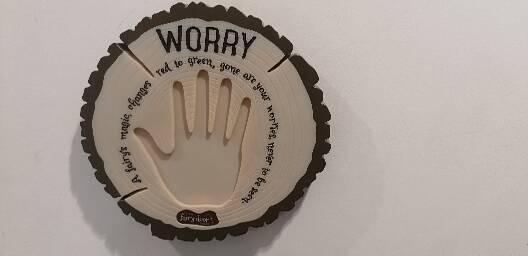 WORRY
A fairy's magic changes red to green, gone are your worries, never to be seen.